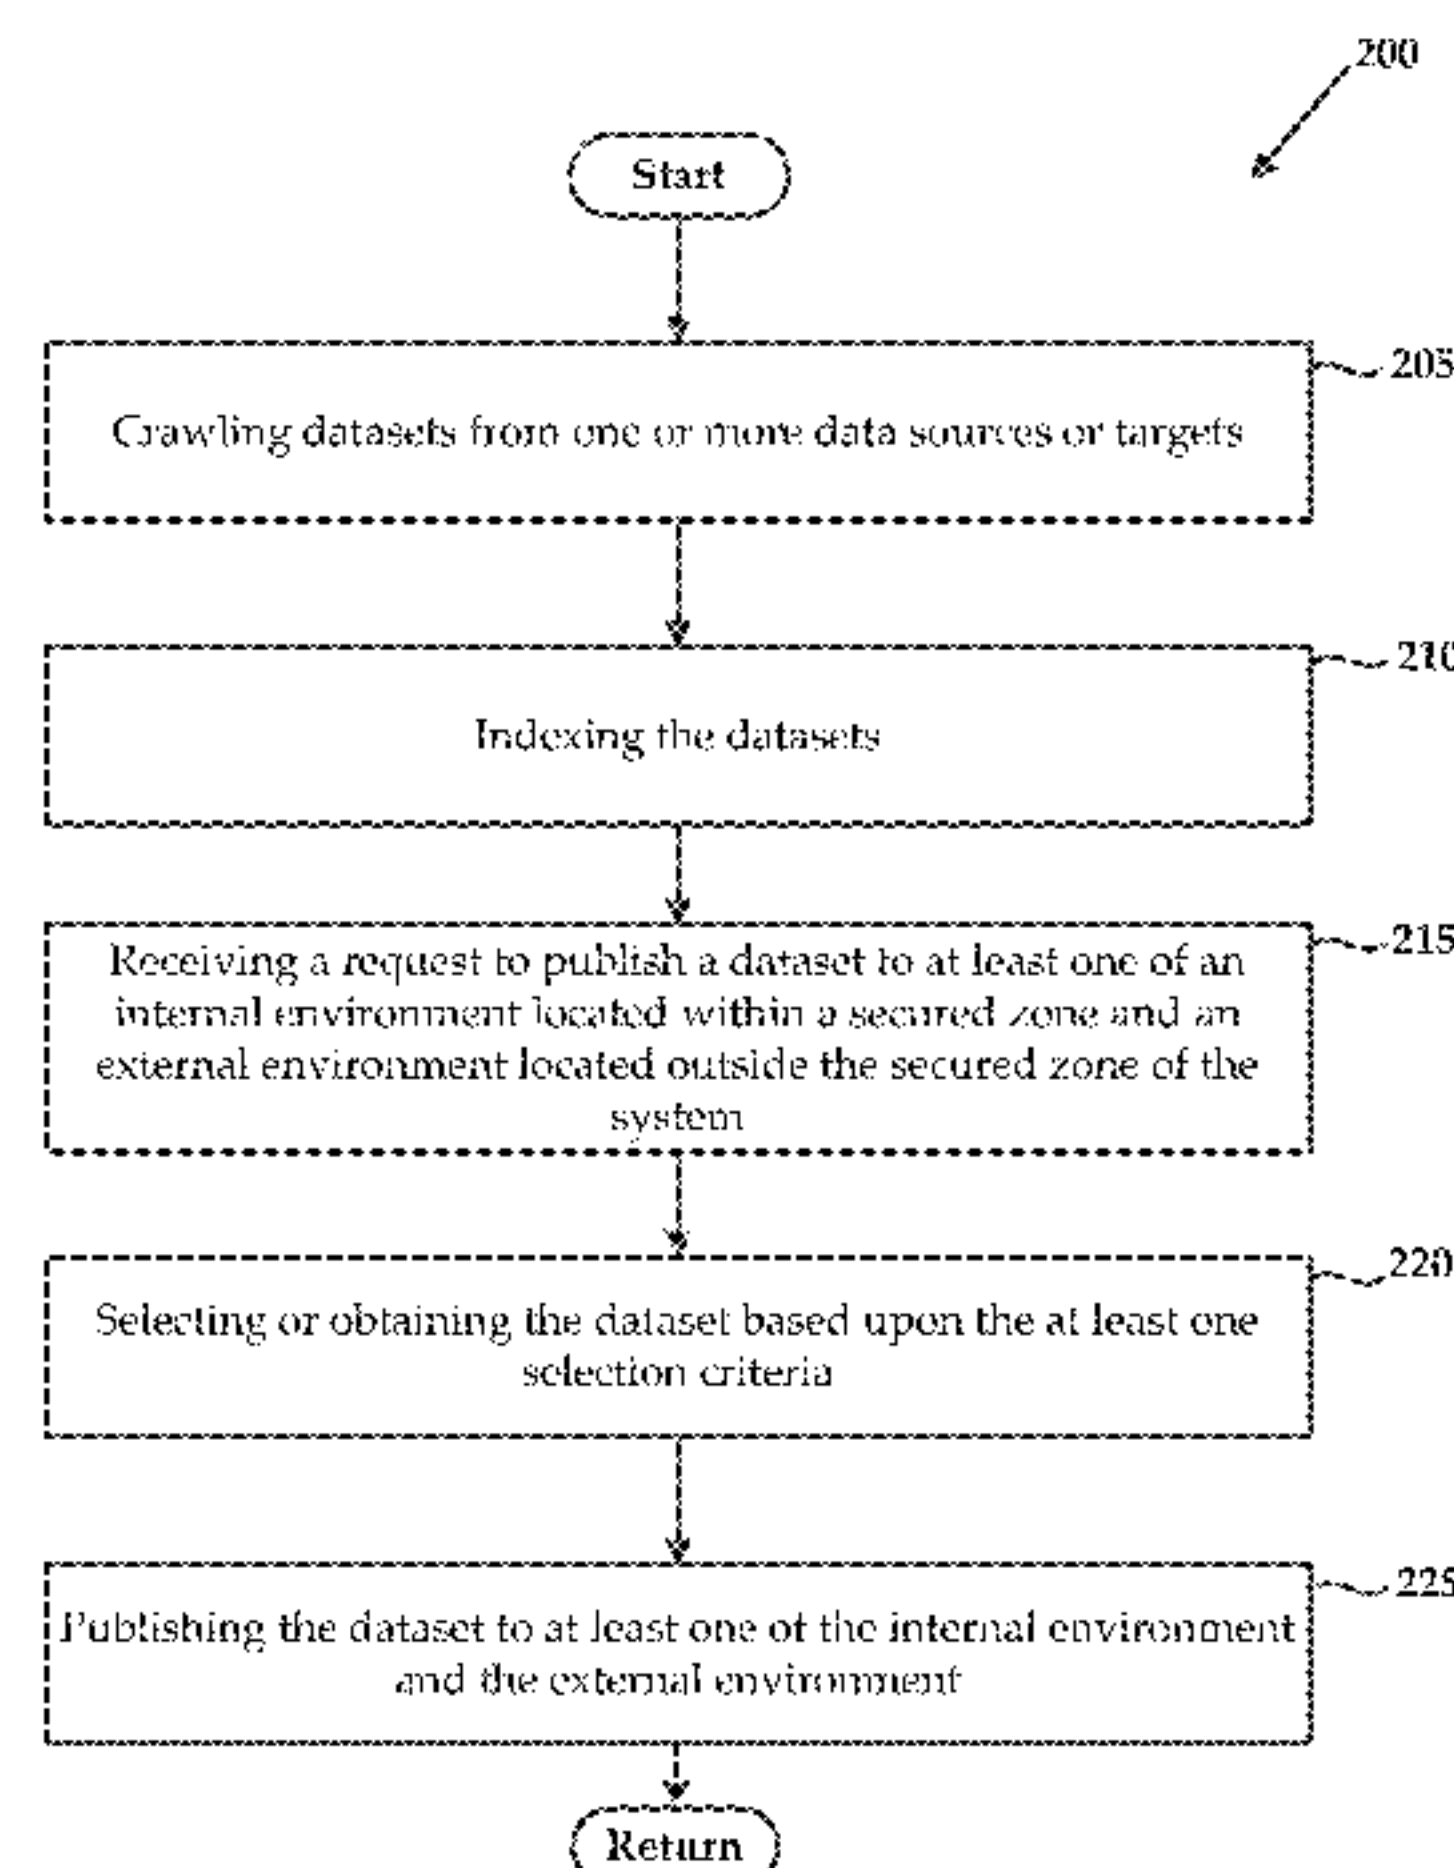 200
Start
205
Crawling datasets from one or more data sources or targets
210
Indexing the datasets
215
Receiving a request to publish a dataset to at least one of an
internal environment located within a secured zone and an
external environment located outside the secured zone of the
system
220
Selecting or obtaining the dataset based upon the at least one
selection criteria
225
Publishing the dataset to at least one of the internal environment
and the external environment
Return